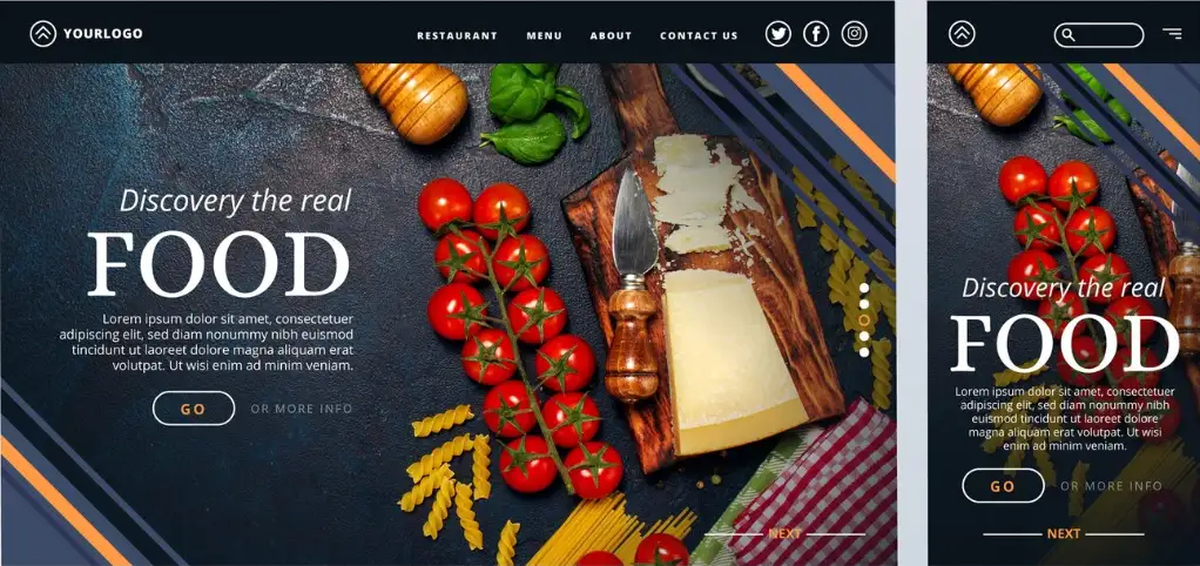 YOURLOGO
RESTAURANT MENU ABOUT CONTACT US
Discovery the real
FOOD
Lorem ipsum dolor sit amet, consectetuer
adipiscing elit, sed diam nonummy nibh euismod
tincidunt ut laoreet dolore magna aliquam erat
volutpat. Ut wisi enim ad minim veniam.
GO OR MORE INFO
NEXT
Discovery the real
FOOD
Lorem ipsum dolor sit amet, consectetuer
adipiscing elit, sed diam nonummy nibh
euismod tincidunt ut laoreet dolore
magna aliquam erat volutpat. Ut wisi
enim ad minim veniam.
GO OR MORE INFO
NEXT